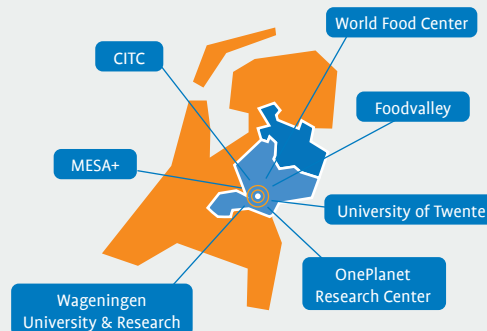 World Food Center
CITC
Foodvalley
MESA+
University of Twente
OnePlanet
Research Center
Wageningen
University & Research